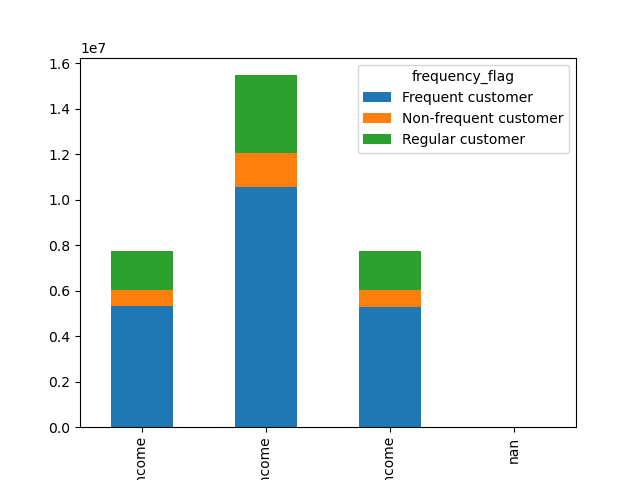 1e7
1.6
1.4
1.2
1.0
0.8
0.6
0.4
0.2
0.0
frequency_flag
Frequent customer
Non-frequent customer
Regular customer
ncome
ncome
ncome
nan